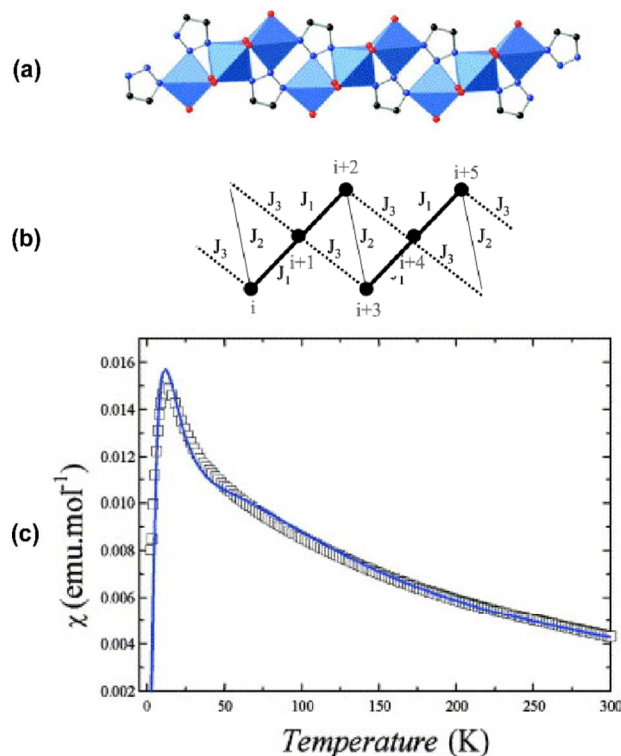 (a)
(b)
i+2
i+5
J3
J1
J3
J1
J3
J2
J2
J2
J3
i+1
J3
i+4
J3
J1
J1
i
i+3
(c)
χ (emu.mol-1)
0.016
0.014
0.012
0.010
0.008
0.006
0.004
0.002
0
50
100
150
200
250
300
Temperature (K)